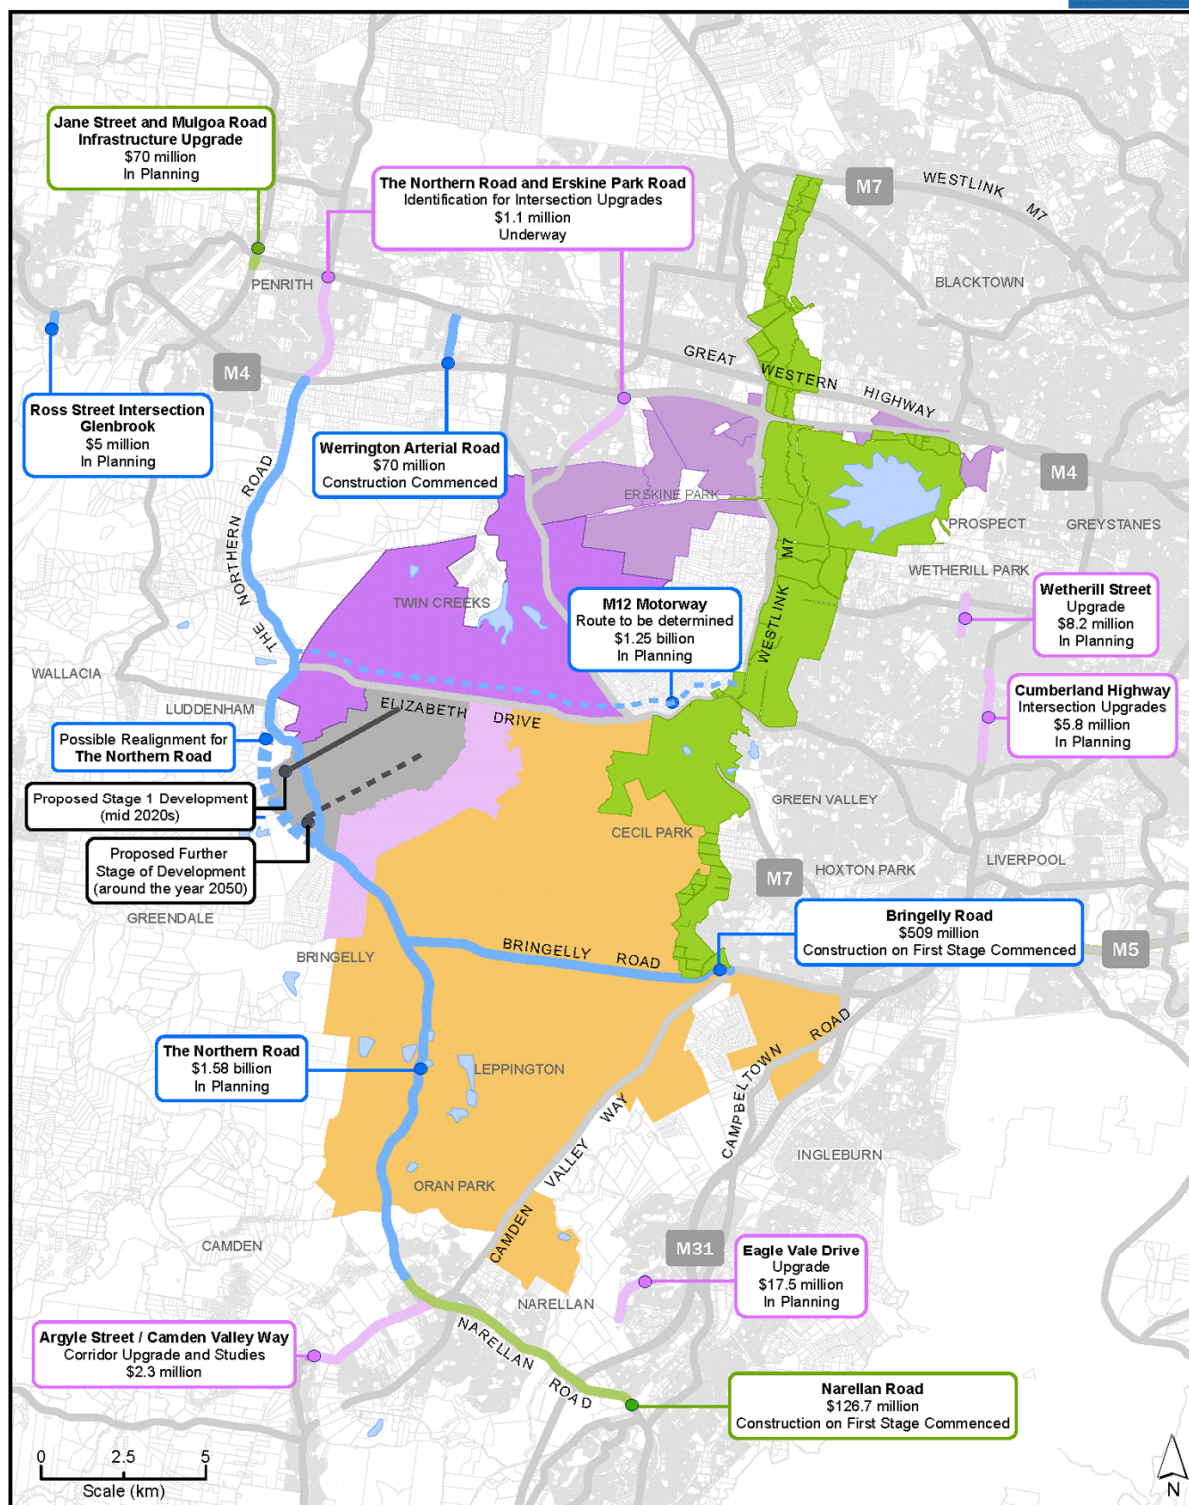 Jane Street and Mulgoa Road
Infrastructure Upgrade
$70 million
In Planning
The Northern Road and Erskine Park Road
Identification for Intersection Upgrades
$1.1 million
Underway
M7
WESTLINK M7
BLACKTOWN
PENRITH
M4
GREAT WESTERN HIGHWAY
Ross Street Intersection
Glenbrook
$5 million
In Planning
Werrington Arterial Road
$70 million
Construction Commenced
M4
ERSKINE PARK
PROSPECT
GREYSTANES
THE NORTHERN ROAD
WESTLINK M7
WETHERILL PARK
TWIN CREEKS
M12 Motorway
Route to be determined
$1.25 billion
In Planning
Wetherill Street
Upgrade
$8.2 million
In Planning
WALLACIA
LUDDENHAM
ELIZABETH DRIVE
Cumberland Highway
Intersection Upgrades
$5.8 million
In Planning
Possible Realignment for
The Northern Road
Proposed Stage 1 Development
(mid 2020s)
GREEN VALLEY
CECIL PARK
Proposed Further
Stage of Development
(around the year 2050)
LIVERPOOL
M7
HOXTON PARK
GREENDALE
Bringelly Road
$509 million
Construction on First Stage Commenced
M5
BRINGELLY
BRINGELLY ROAD
The Northern Road
$1.58 billion
In Planning
LEPPINGTON
CAMPBELTOWN ROAD
CAMDEN VALLEY WAY
INGLEBURN
ORAN PARK
CAMDEN
M31
Eagle Vale Drive
Upgrade
$17.5 million
In Planning
NARELLAN
Argyle Street / Camden Valley Way
Corridor Upgrade and Studies
$2.3 million
NARELLAN ROAD
Narellan Road
$126.7 million
Construction on First Stage Commenced
0 2.5 5
Scale (km)
N